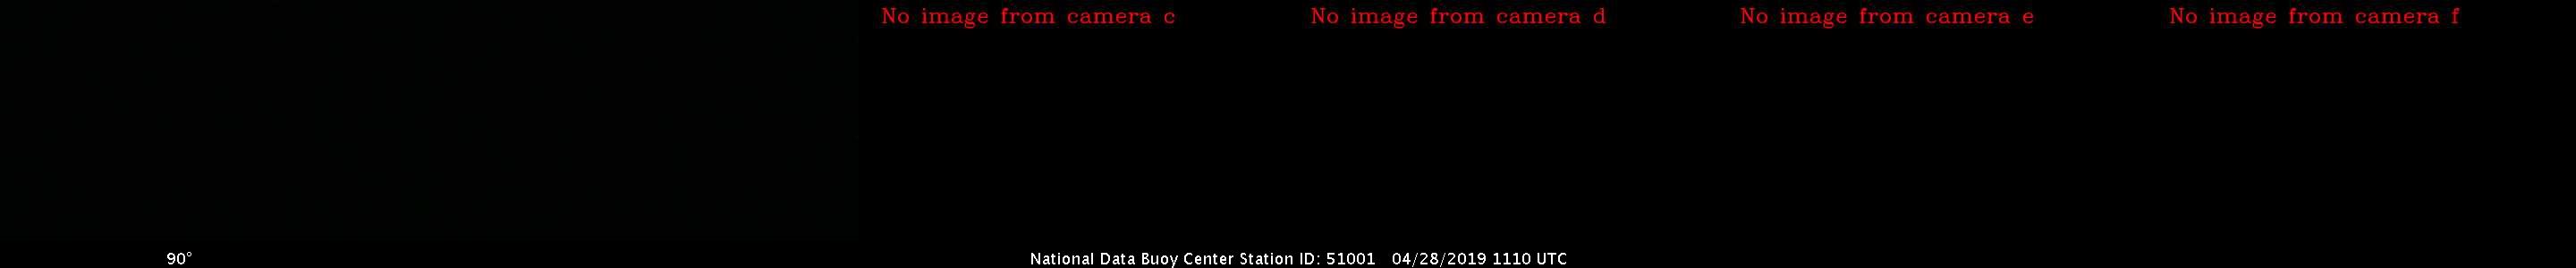 No image from camera c
No image from camera d
No image from camera e
No image from camera f
90°
National Data Buoy Center Station ID: 51001 04/28/2019 1110 UTC